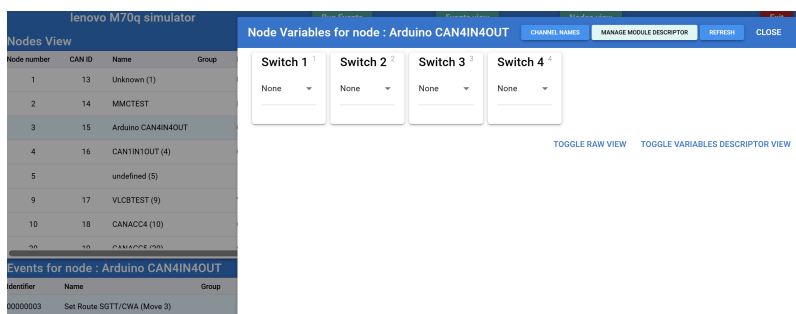 lenovo M70q simulator
Nodes View
Node number CAN ID Name Group
1 13 Unknown (1)
2 14 MMCTEST
3 15 Arduino CAN4IN4OUT
4 16 CAN1IN1OUT (4)
5 undefined (5)
9 17 VLCBTEST (9)
10 18 CANACC4 (10)
20 19 CANACC5 (20)
Events for node : Arduino CAN4IN4OUT
Identifier Name Group
00000003 Set Route SGTT/CWA (Move 3)
Node Variables for node : Arduino CAN4IN4OUT CHANNEL NAMES MANAGE MODULE DESCRIPTOR REFRESH CLOSE
Switch 1 1 Switch 2 2 Switch 3 3 Switch 4 4
None None None None
TOGGLE RAW VIEW TOGGLE VARIABLES DESCRIPTOR VIEW